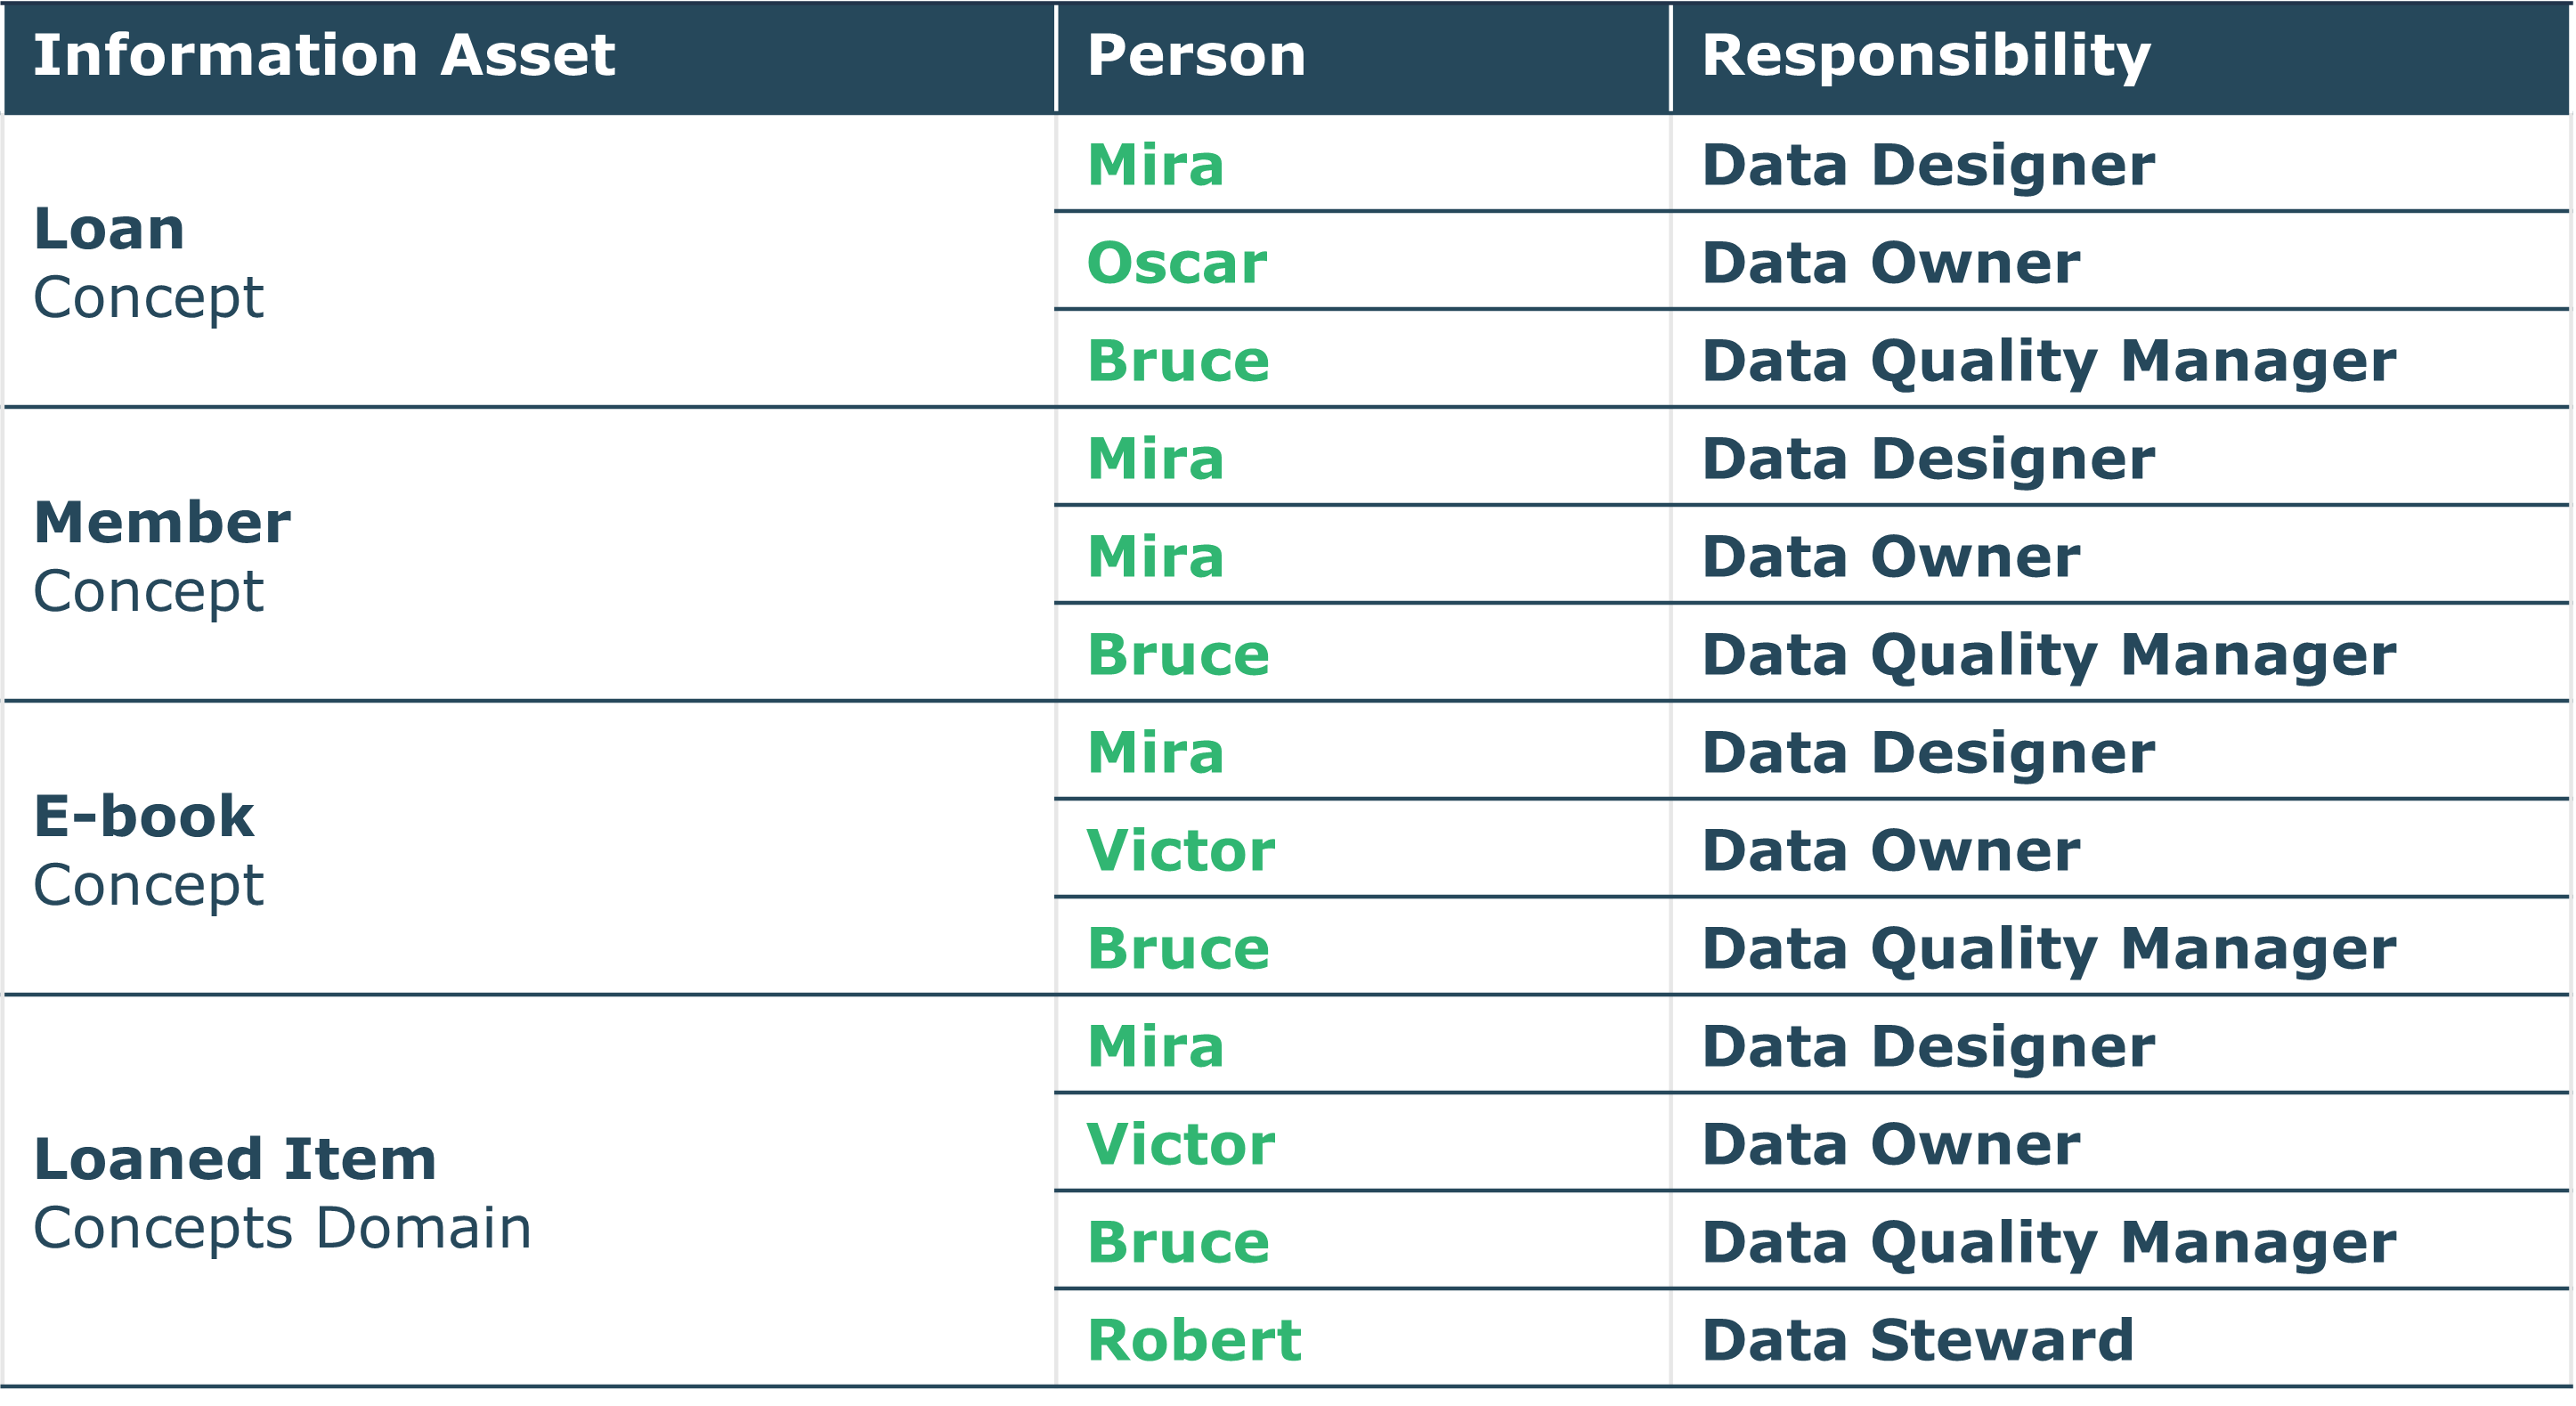 Information Asset Person Responsibility
Loan
Concept
Mira Data Designer
Oscar Data Owner
Bruce Data Quality Manager
Member
Concept
Mira Data Designer
Mira Data Owner
Bruce Data Quality Manager
E-book
Concept
Mira Data Designer
Victor Data Owner
Bruce Data Quality Manager
Loaned Item
Concepts Domain
Mira Data Designer
Victor Data Owner
Bruce Data Quality Manager
Robert Data Steward